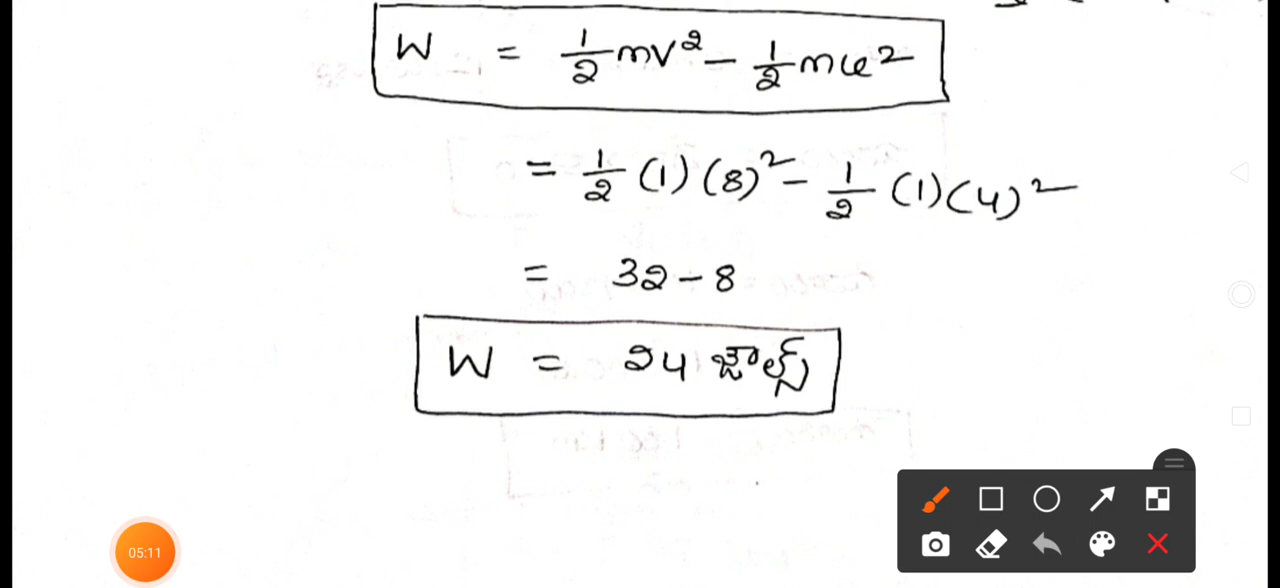 W = 1/2 mv² - 1/2 mu²
= 1/2 (1) (8)² - 1/2 (1) (4)²
= 32 - 8
W = 24 జౌల్స్
05:11